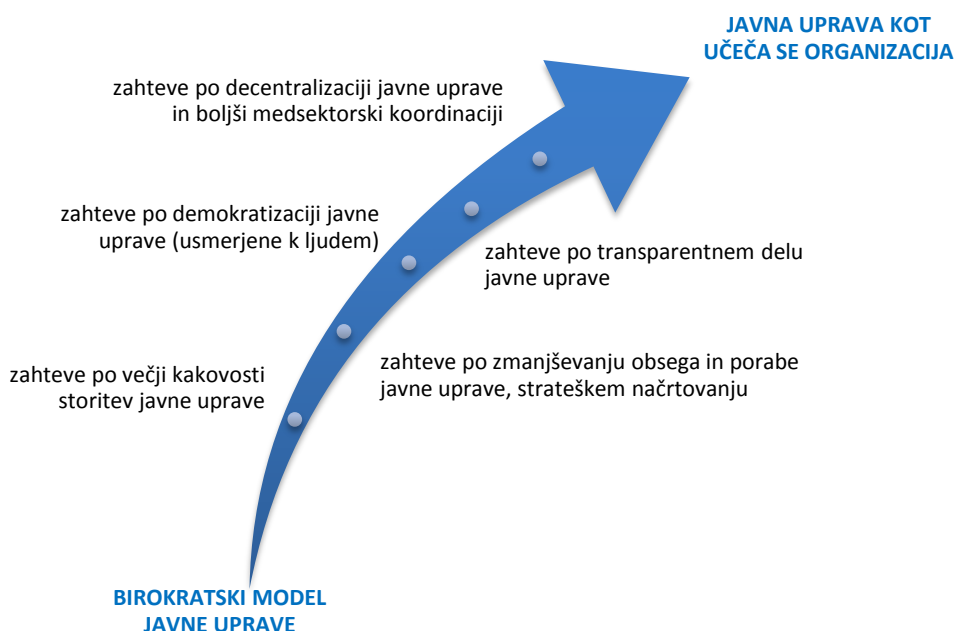 JAVNA UPRAVA KOT
UČEČA SE ORGANIZACIJA
zahteve po decentralizaciji javne uprave
in boljši medsektorski koordinaciji
zahteve po demokratizaciji javne
uprave (usmerjene k ljudem)
zahteve po transparentnem delu
javne uprave
zahteve po večji kakovosti
storitev javne uprave
zahteve po zmanjševanju obsega in porabe
javne uprave, strateškem načrtovanju
BIROKRATSKI MODEL
JAVNE UPRAVE